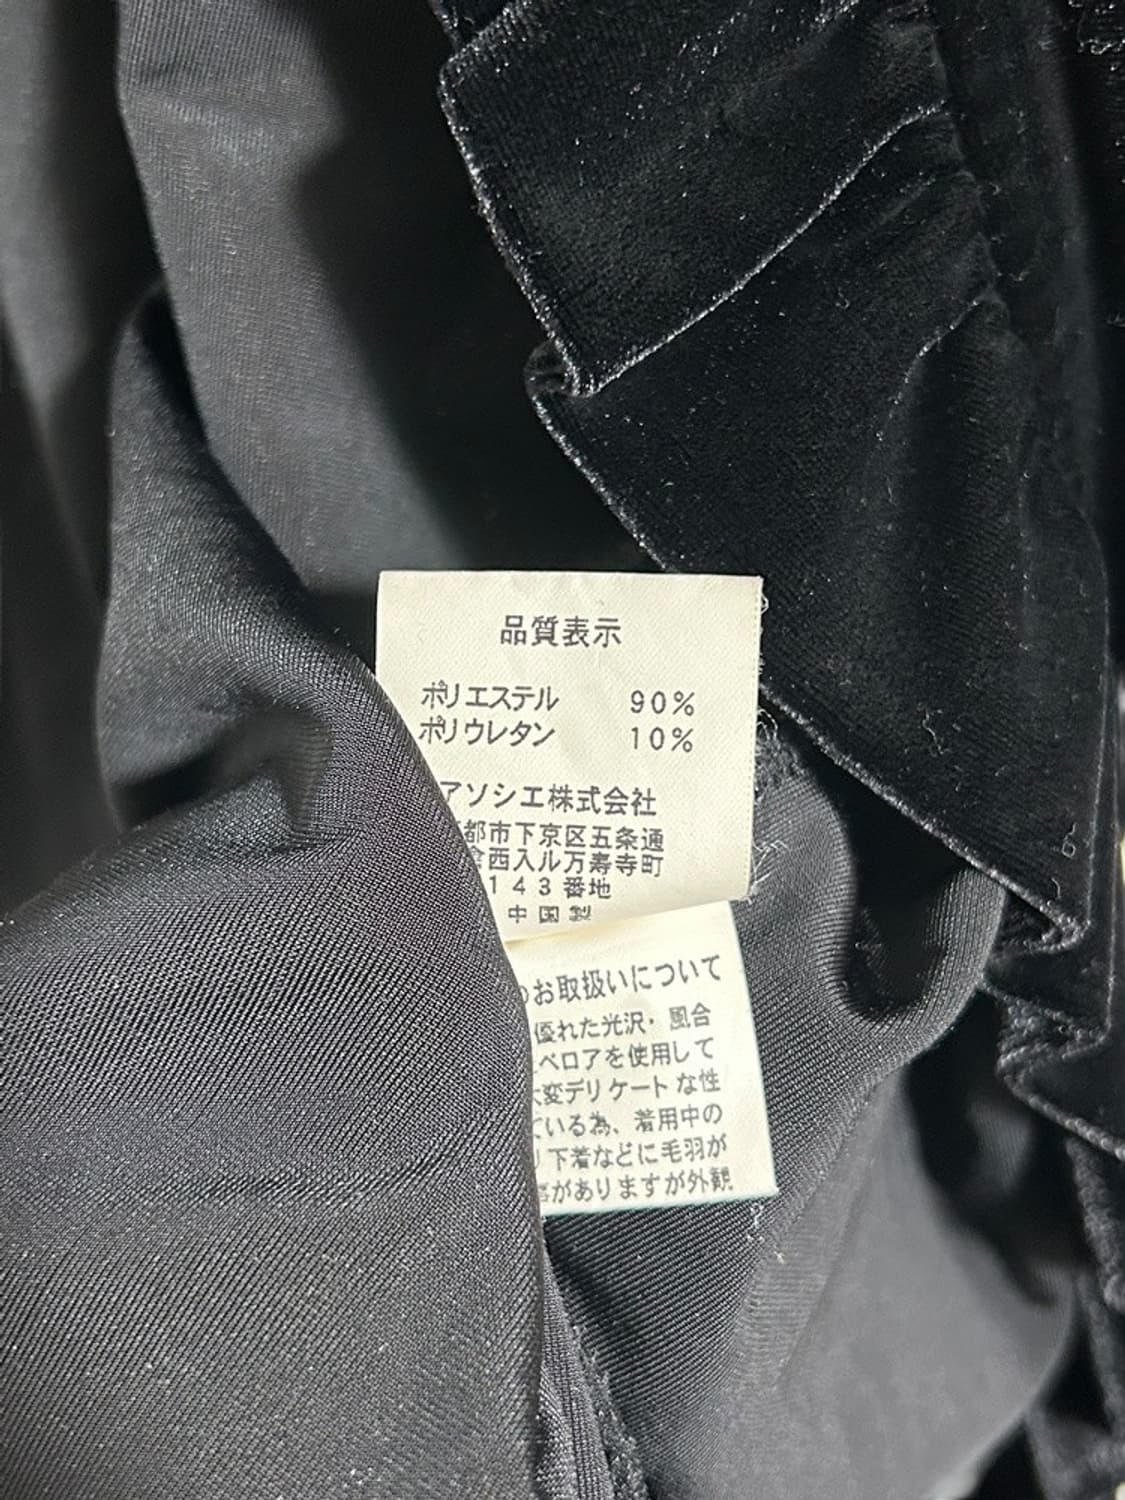 品質表示
ポリエステル 90%
ポリウレタン 10%
アソシエ株式会社
都市下京区五条通
西入ル万寿寺町
143番地
中国製
お取扱いについて
優れた光沢・風合
ベロアを使用して
大変デリケートな性
ている為、着用中の
下着などに毛羽が
がありますが外観